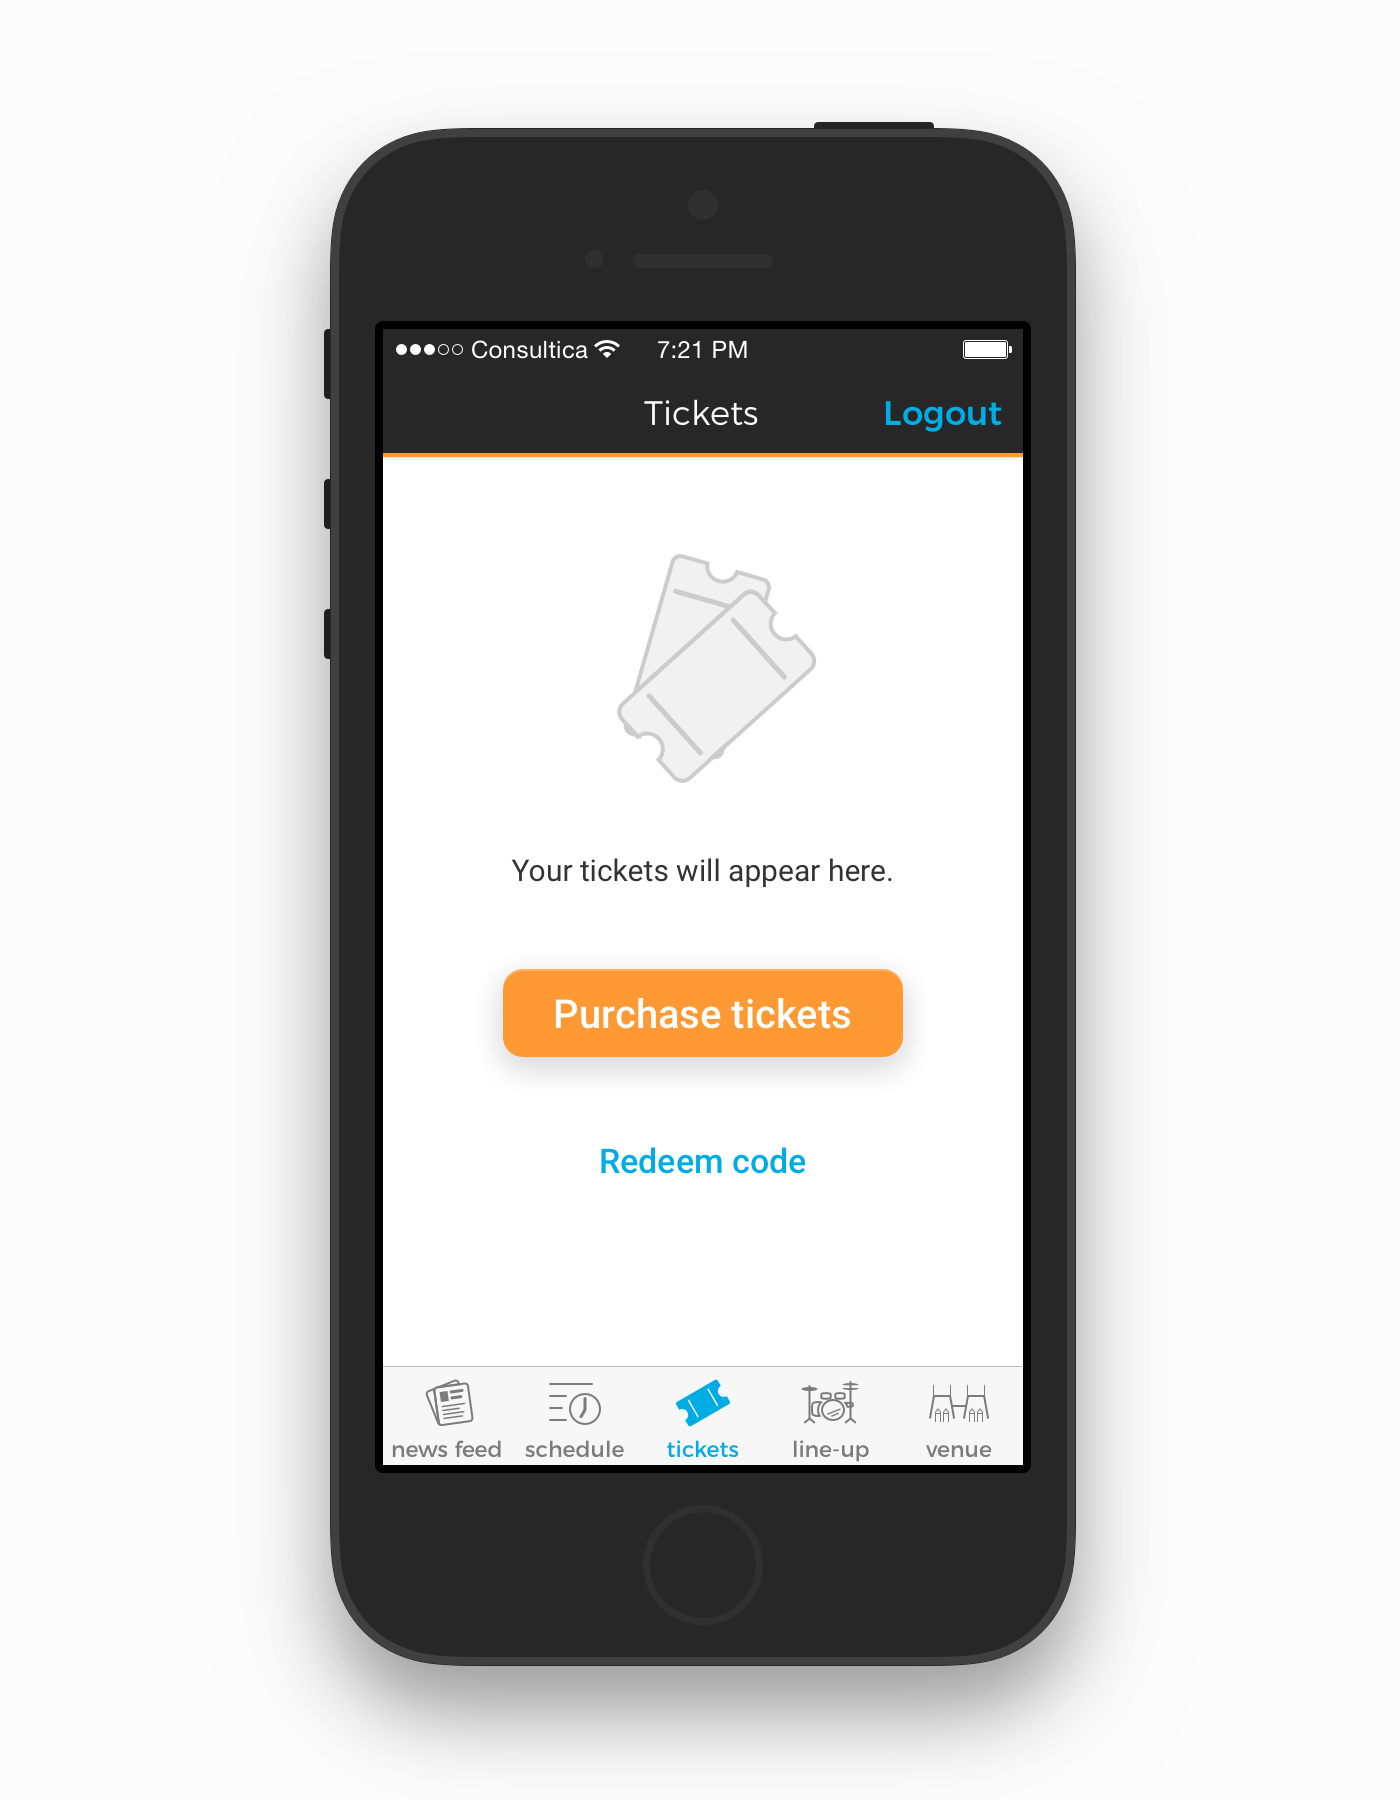 Consultica 7:21 PM
Tickets Logout
Your tickets will appear here.
Purchase tickets
Redeem code
news feed schedule tickets line-up venue